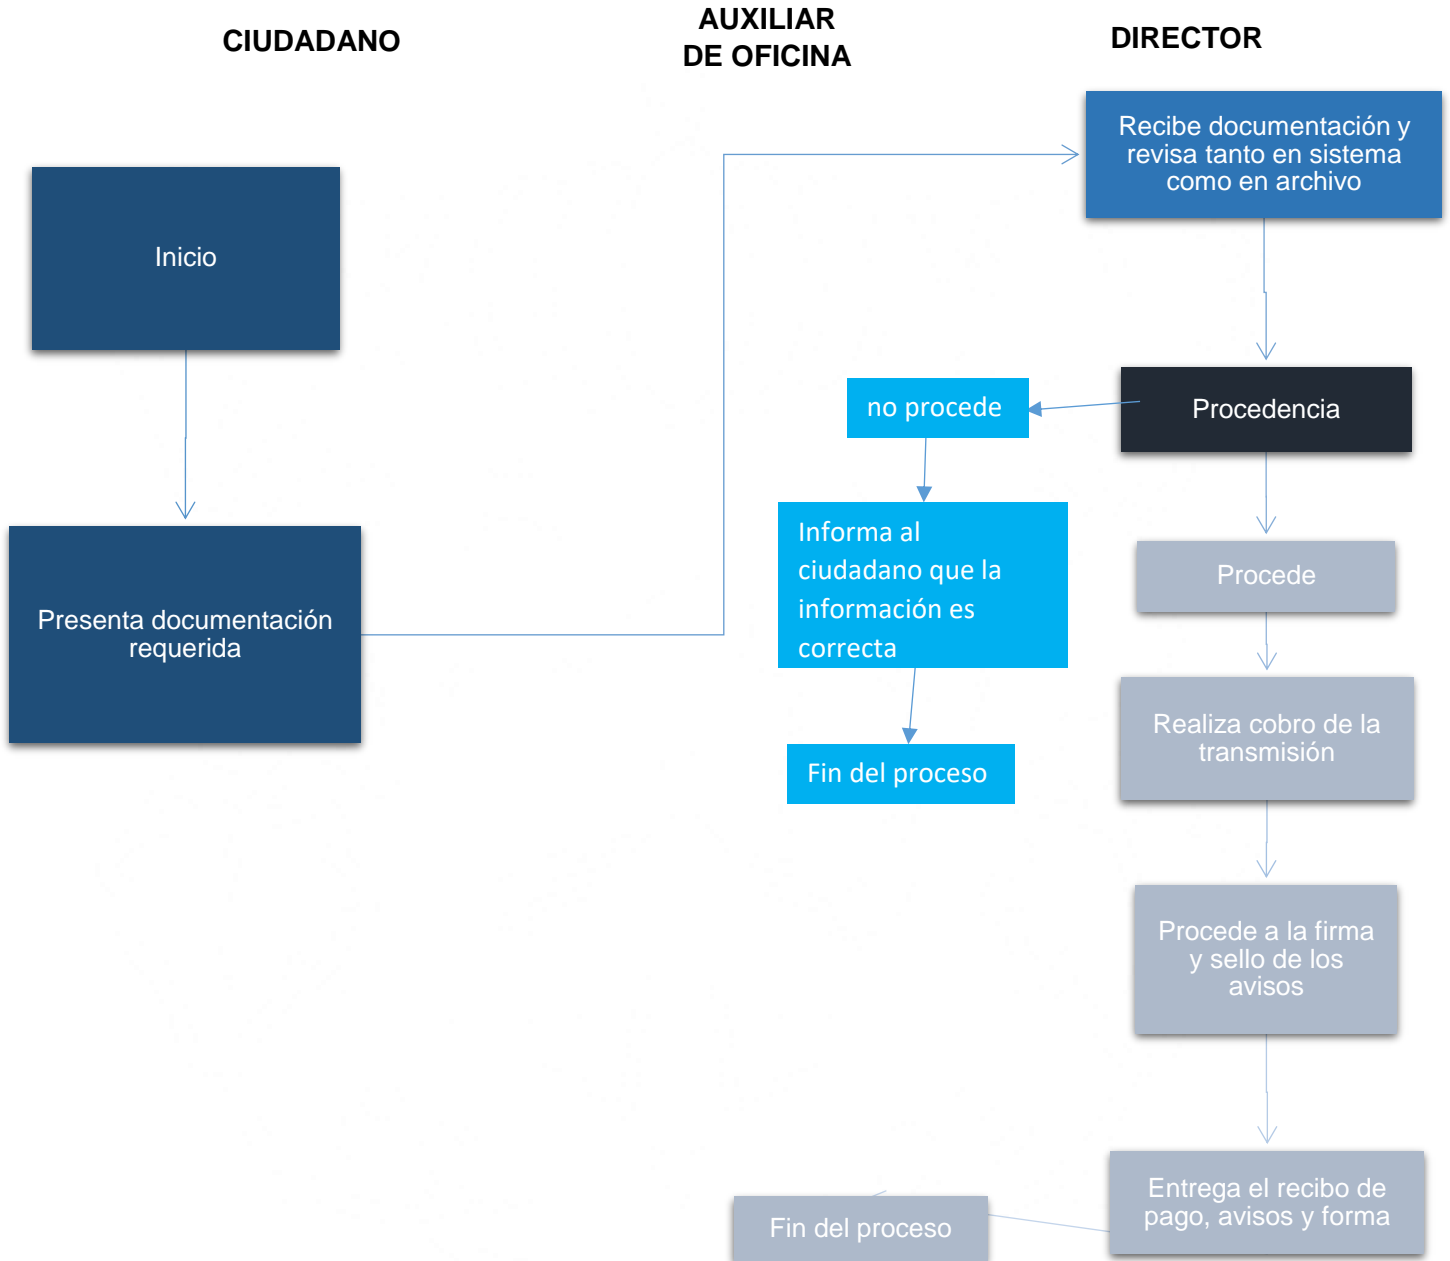 CIUDADANO
AUXILIAR
DE OFICINA
DIRECTOR
Recibe documentación y
revisa tanto en sistema
como en archivo
Inicio
no procede
Procedencia
Informa al
ciudadano que la
información es
correcta
Procede
Presenta documentación
requerida
Realiza cobro de la
transmisión
Fin del proceso
Procede a la firma
y sello de los
avisos
Entrega el recibo de
pago, avisos y forma
Fin del proceso